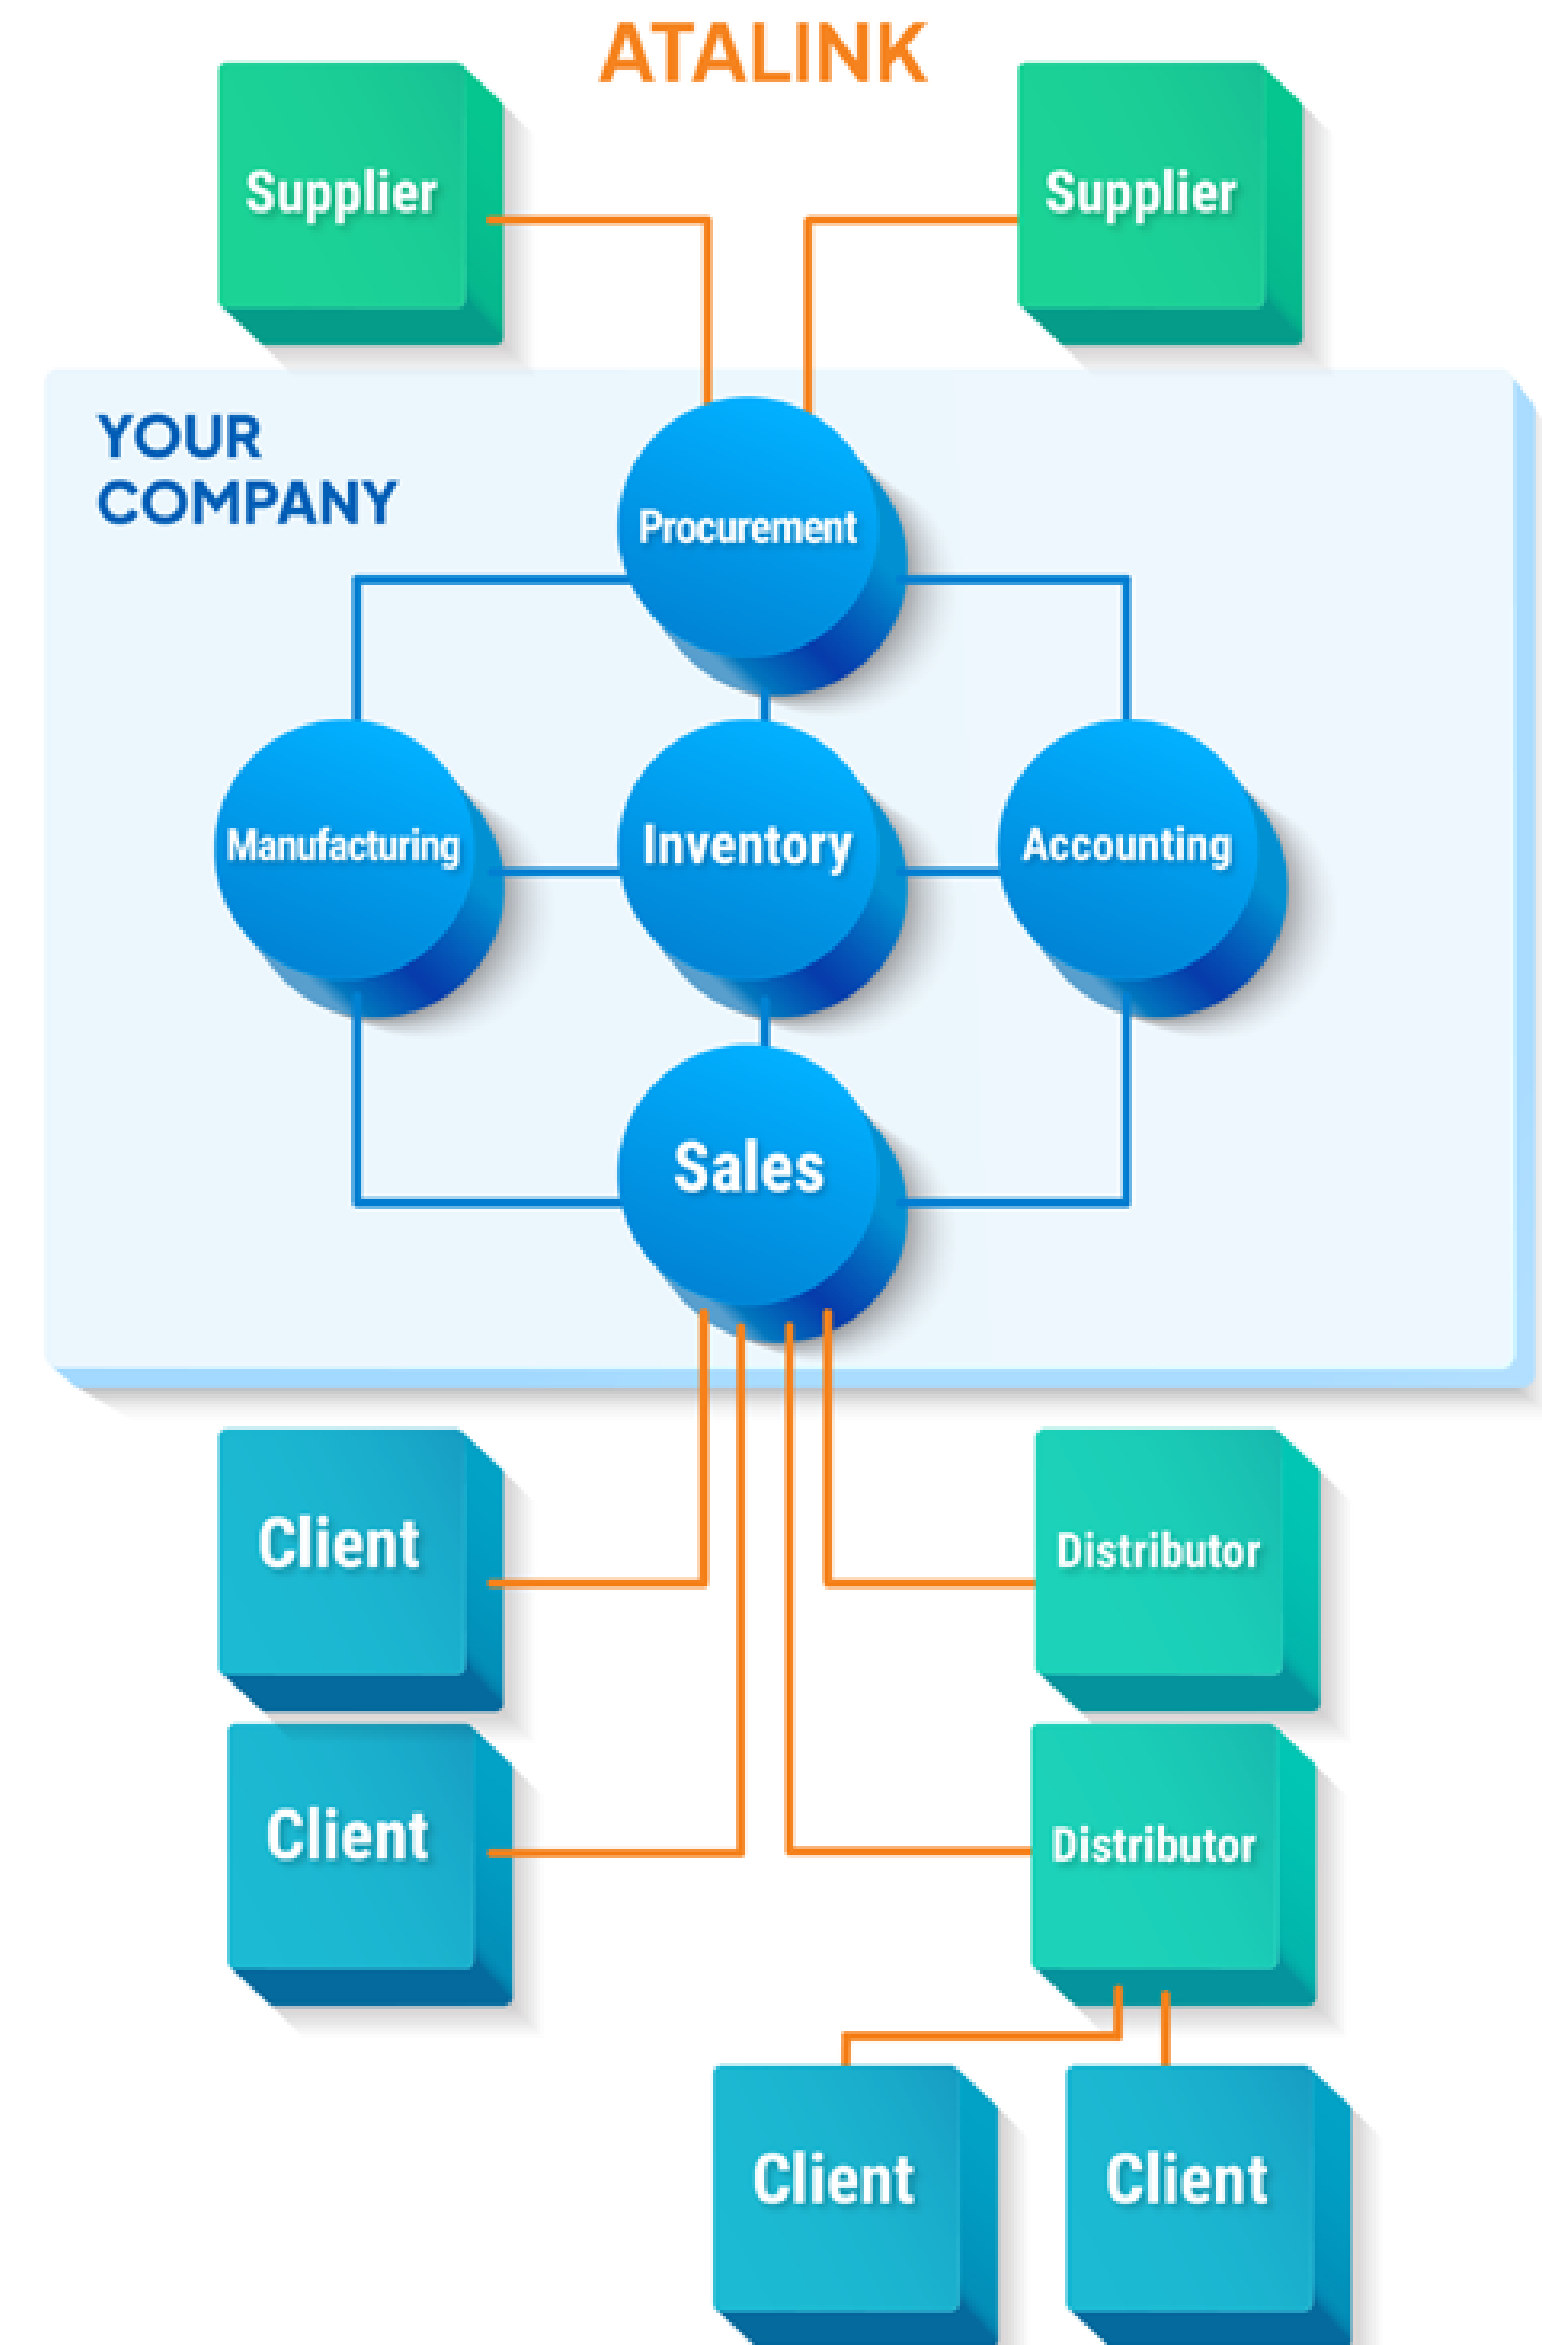 ATALINK
Supplier
Supplier
YOUR
COMPANY
Procurement
Manufacturing
Inventory
Accounting
Sales
Client
Distributor
Client
Distributor
Client
Client